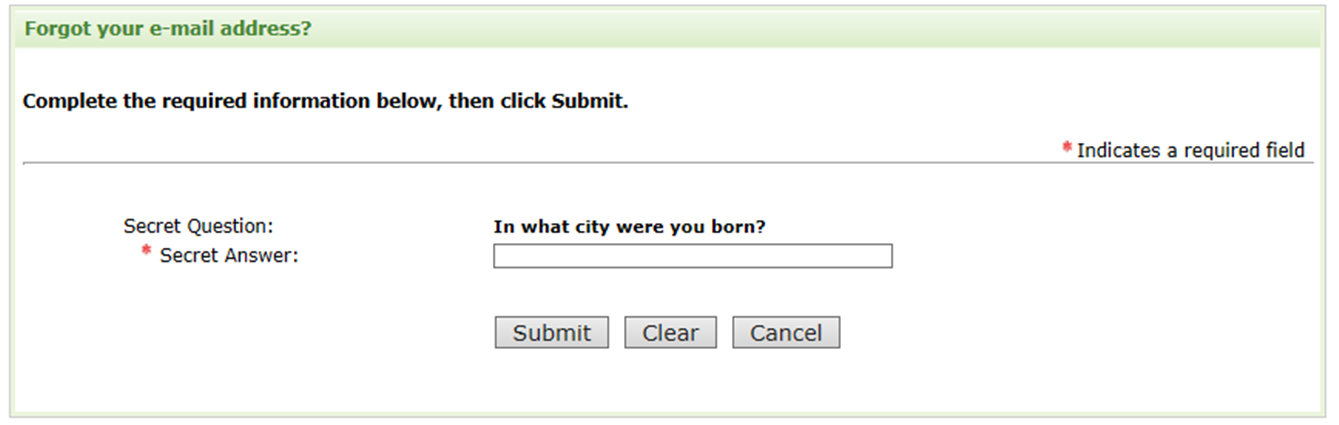 Forgot your e-mail address?
Complete the required information below, then click Submit.
* Indicates a required field
Secret Question: In what city were you born?
* Secret Answer:
Submit Clear Cancel